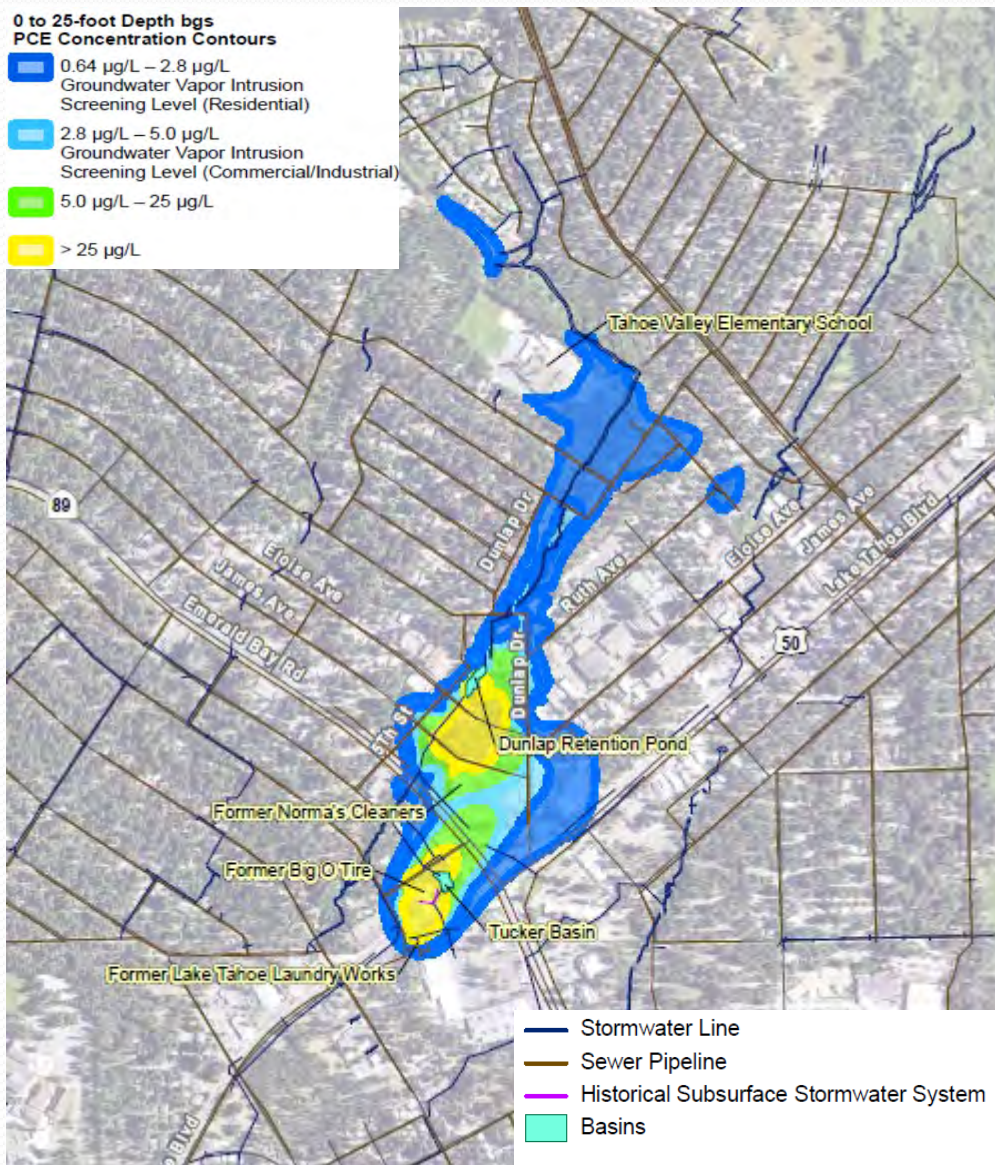 0 to 25-foot Depth bgs
PCE Concentration Contours
0.64 µg/L – 2.8 µg/L
Groundwater Vapor Intrusion
Screening Level (Residential)
2.8 µg/L – 5.0 µg/L
Groundwater Vapor Intrusion
Screening Level (Commercial/Industrial)
5.0 µg/L – 25 µg/L
> 25 µg/L
Tahoe Valley Elementary School
89
Dunlap Dr
Eloise Ave
James Ave
Lake Tahoe Blvd
Eloise Ave
James Ave
Ruth Ave
Emerald Bay Rd
50
Dunlap Dr
5th St
Dunlap Retention Pond
Former Norma's Cleaners
Former Big O Tire
Tucker Basin
Former Lake Tahoe Laundry Works
Stormwater Line
Sewer Pipeline
Historical Subsurface Stormwater System
Basins
Blvd